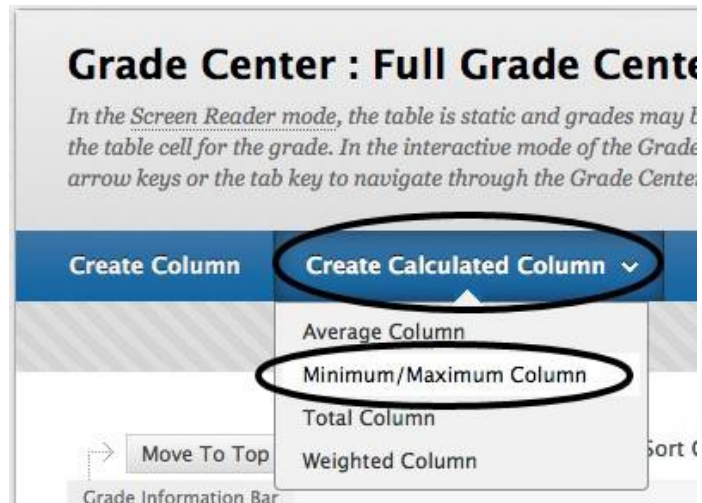 Grade Center : Full Grade Cente
In the Screen Reader mode, the table is static and grades may b
the table cell for the grade. In the interactive mode of the Grade
arrow keys or the tab key to navigate through the Grade Center
Create Column Create Calculated Column
Average Column
Minimum/Maximum Column
Total Column
Weighted Column
Move To Top
Sort
Grade Information Bar